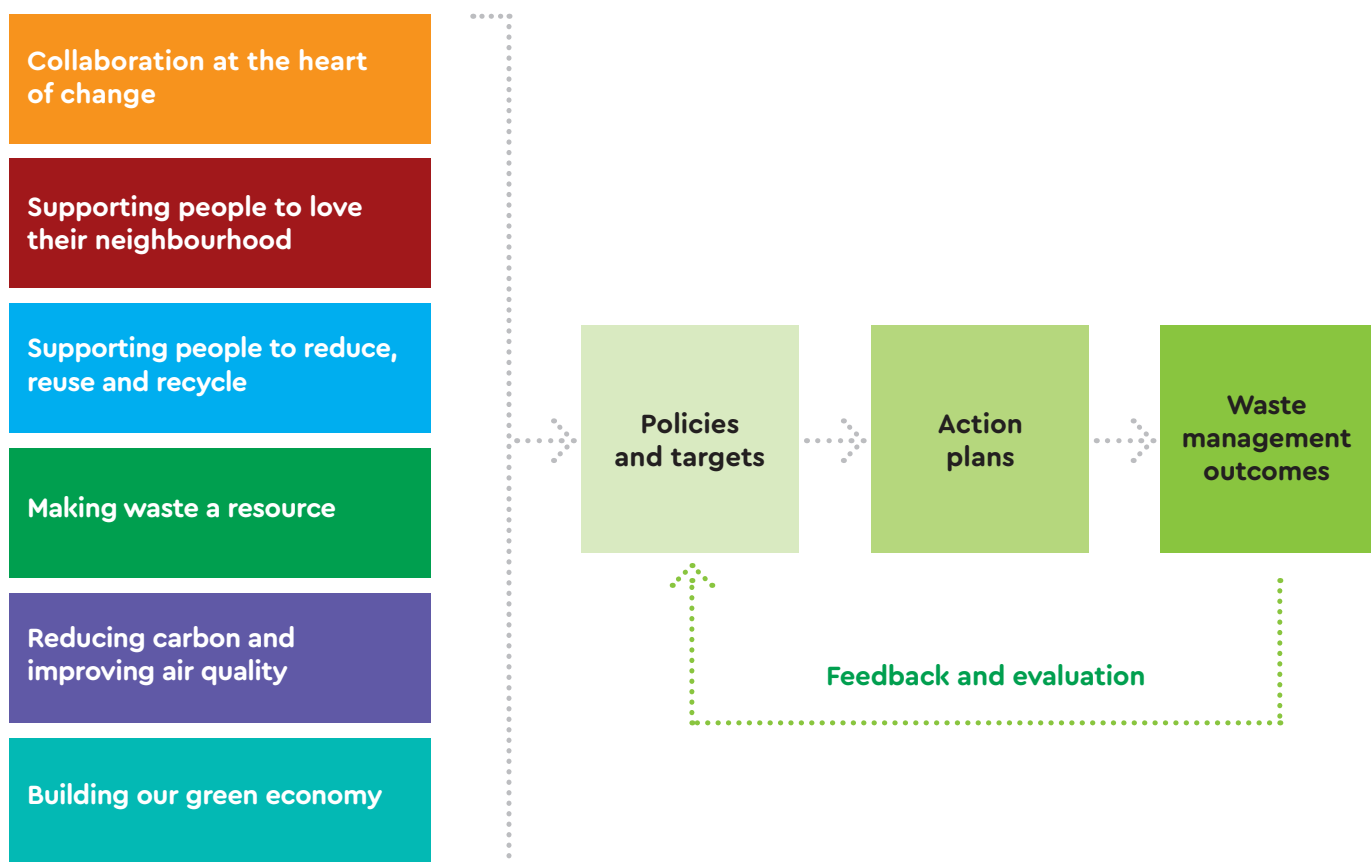 Collaboration at the heart
of change
Supporting people to love
their neighbourhood
Supporting people to reduce,
reuse and recycle
Making waste a resource
Reducing carbon and
improving air quality
Building our green economy
Policies
and targets
Action
plans
Waste
management
outcomes
Feedback and evaluation